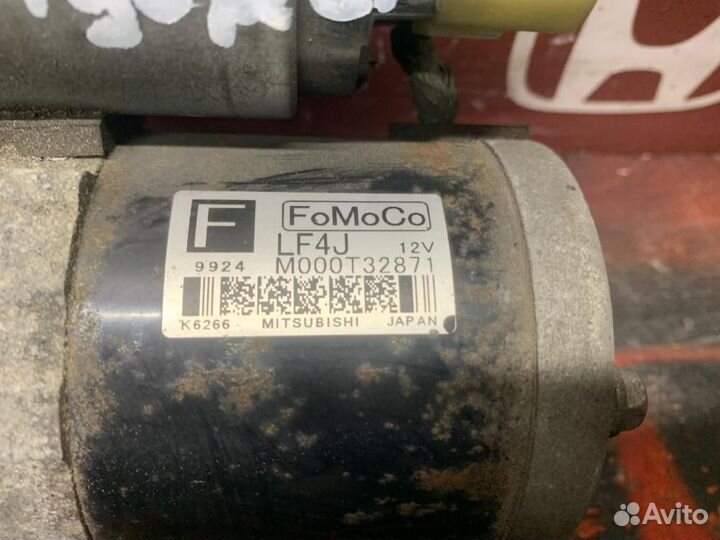 F FoMoCo
LF4J 12V
9924 M000T32871
K6266 MITSUBISHI JAPAN
Avito